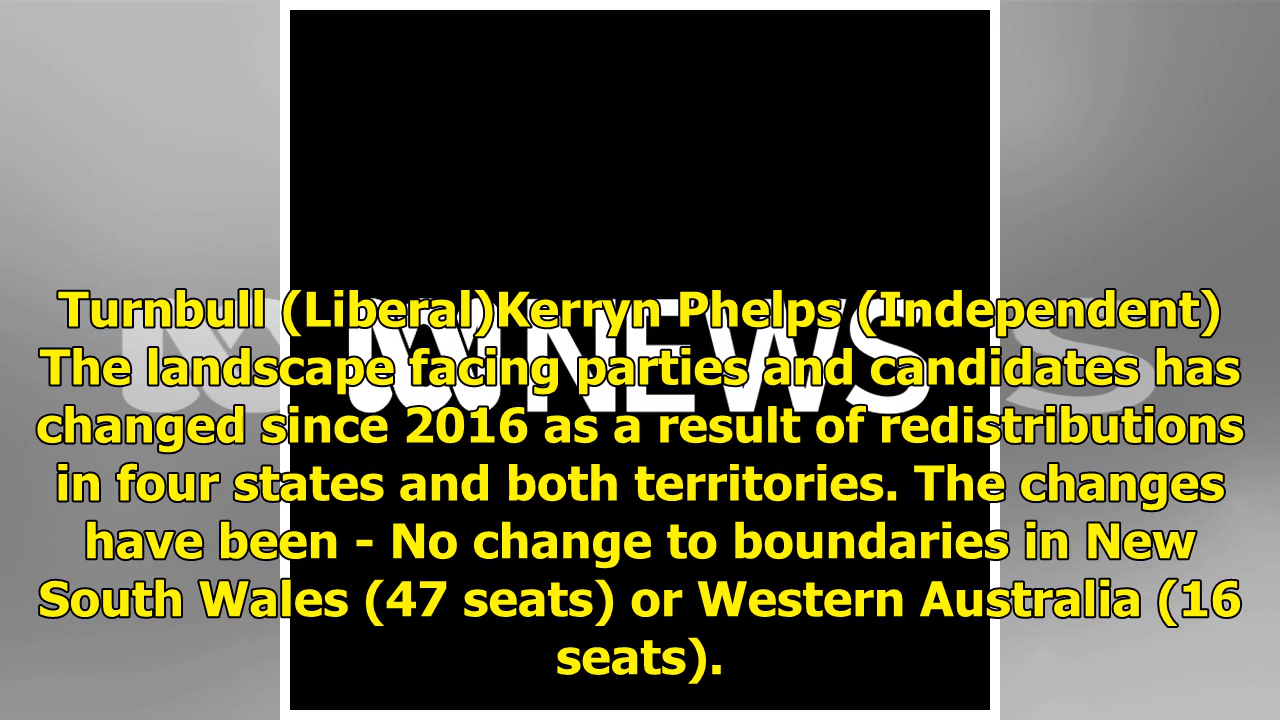 Turnbull (Liberal)Kerryn Phelps (Independent)
The landscape facing parties and candidates has
changed since 2016 as a result of redistributions
in four states and both territories. The changes
have been - No change to boundaries in New
South Wales (47 seats) or Western Australia (16
seats).
NEWS